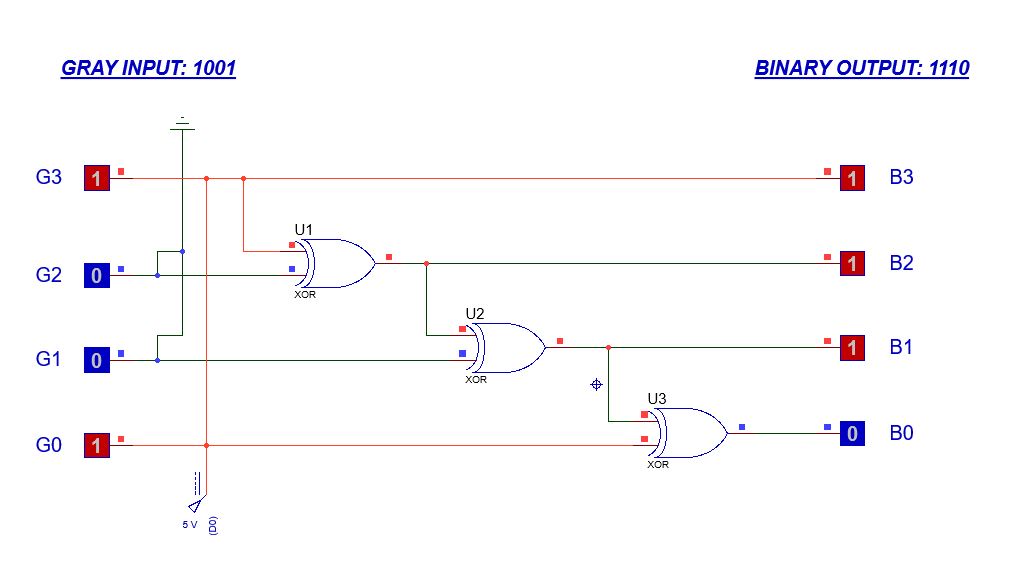 GRAY INPUT: 1001
BINARY OUTPUT: 1110
G3 1 1 B3
U1
XOR
G2 0 1 B2
U2
XOR
G1 0 1 B1
U3
XOR
G0 1 0 B0
5 V
(D0)